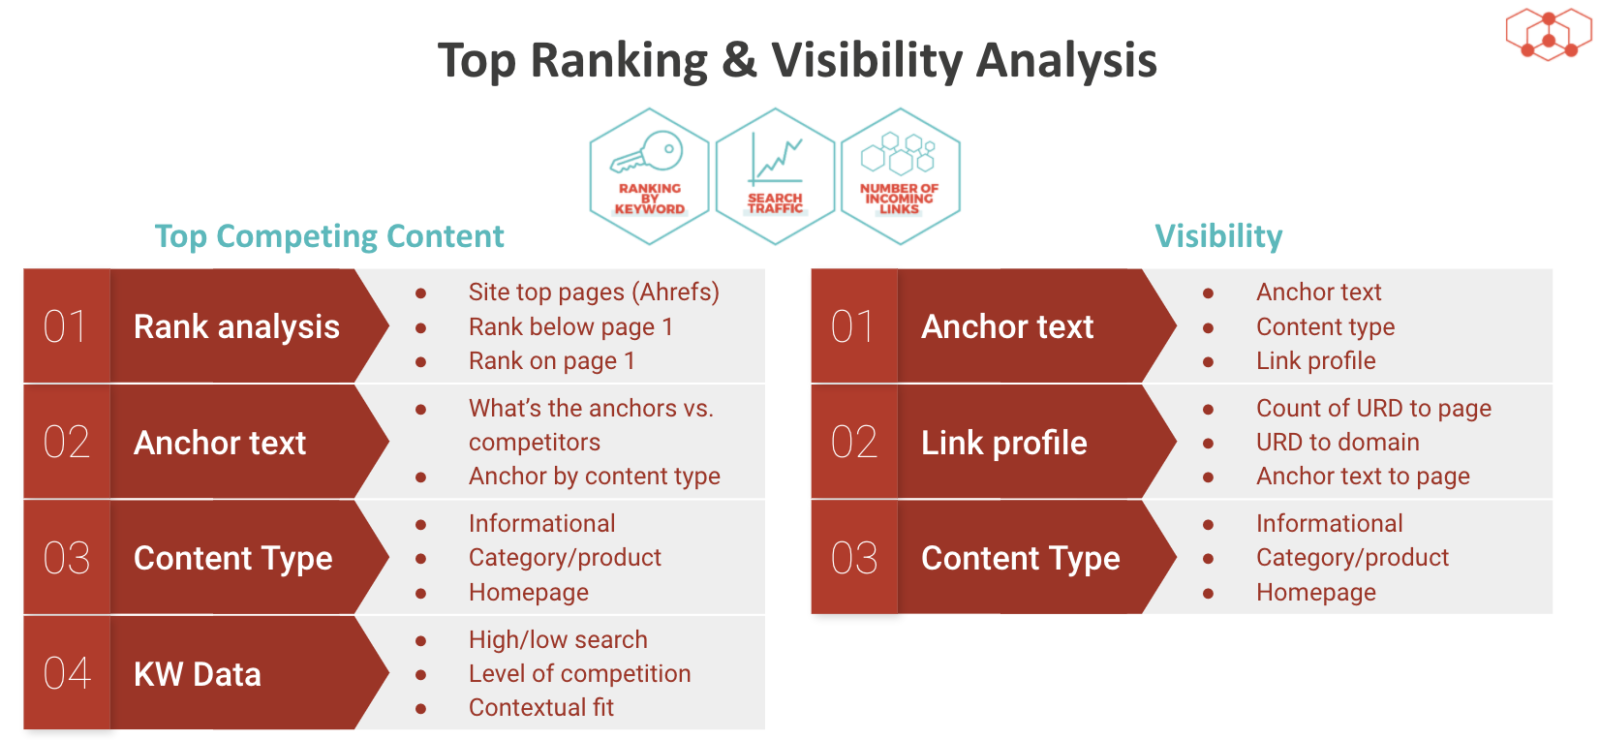 Top Ranking & Visibility Analysis
RANKING
BY
KEYWORD
SEARCH
TRAFFIC
NUMBER OF
INCOMING
LINKS
Top Competing Content
01
Rank analysis
● Site top pages (Ahrefs)
● Rank below page 1
● Rank on page 1
02
Anchor text
● What’s the anchors vs.
competitors
● Anchor by content type
03
Content Type
● Informational
● Category/product
● Homepage
04
KW Data
● High/low search
● Level of competition
● Contextual fit
Visibility
01
Anchor text
● Anchor text
● Content type
● Link profile
02
Link profile
● Count of URD to page
● URD to domain
● Anchor text to page
03
Content Type
● Informational
● Category/product
● Homepage